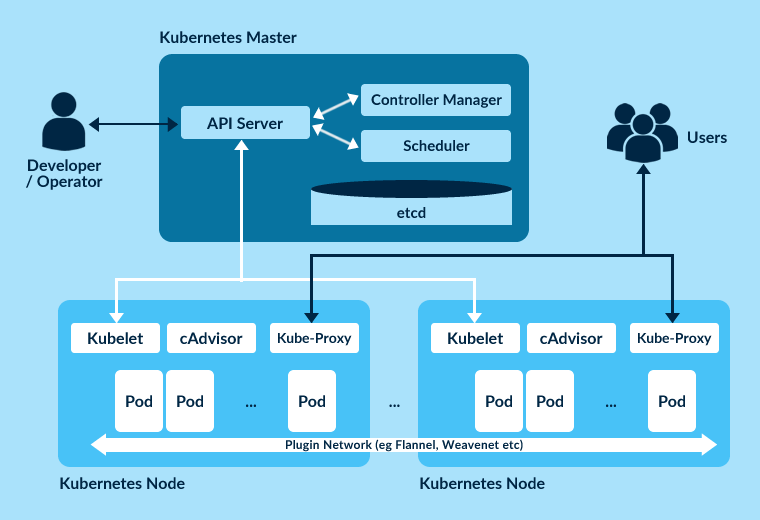 Kubernetes Master
Controller Manager
API Server
Scheduler
etcd
Developer
/ Operator
Users
Kubelet
cAdvisor
Kube-Proxy
Pod
Pod
...
Pod
...
Kubelet
cAdvisor
Kube-Proxy
Pod
Pod
...
Pod
Plugin Network (eg Flannel, Weavenet etc)
Kubernetes Node
Kubernetes Node